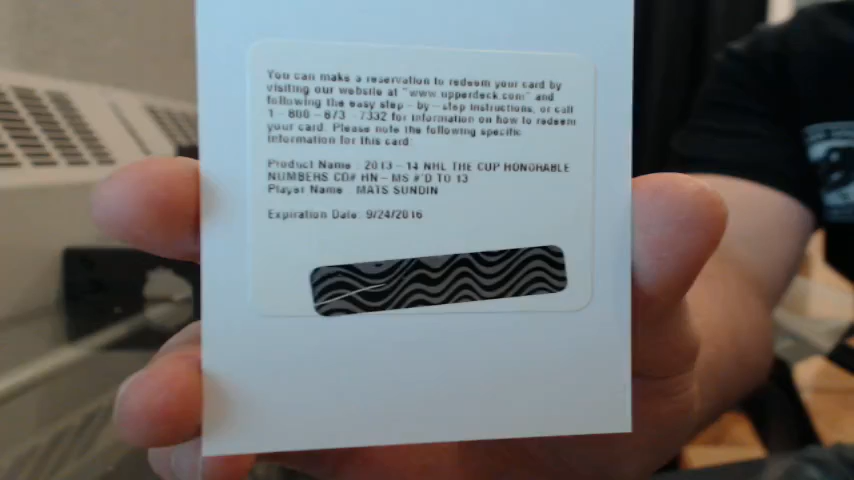 You can make a reservation to redeem your card by
visiting our website at "www.upperdeck.com" and
following the easy step - by - step instructions, or call
1 - 800 - 873 - 7332 for information on how to redeem
your card. Please note the following specific
information for this card:
Product Name : 2013 - 14 NHL THE CUP HONORABLE
NUMBERS CD# HN - MS #'D TO 13
Player Name : MATS SUNDIN
Expiration Date: 9/24/2016